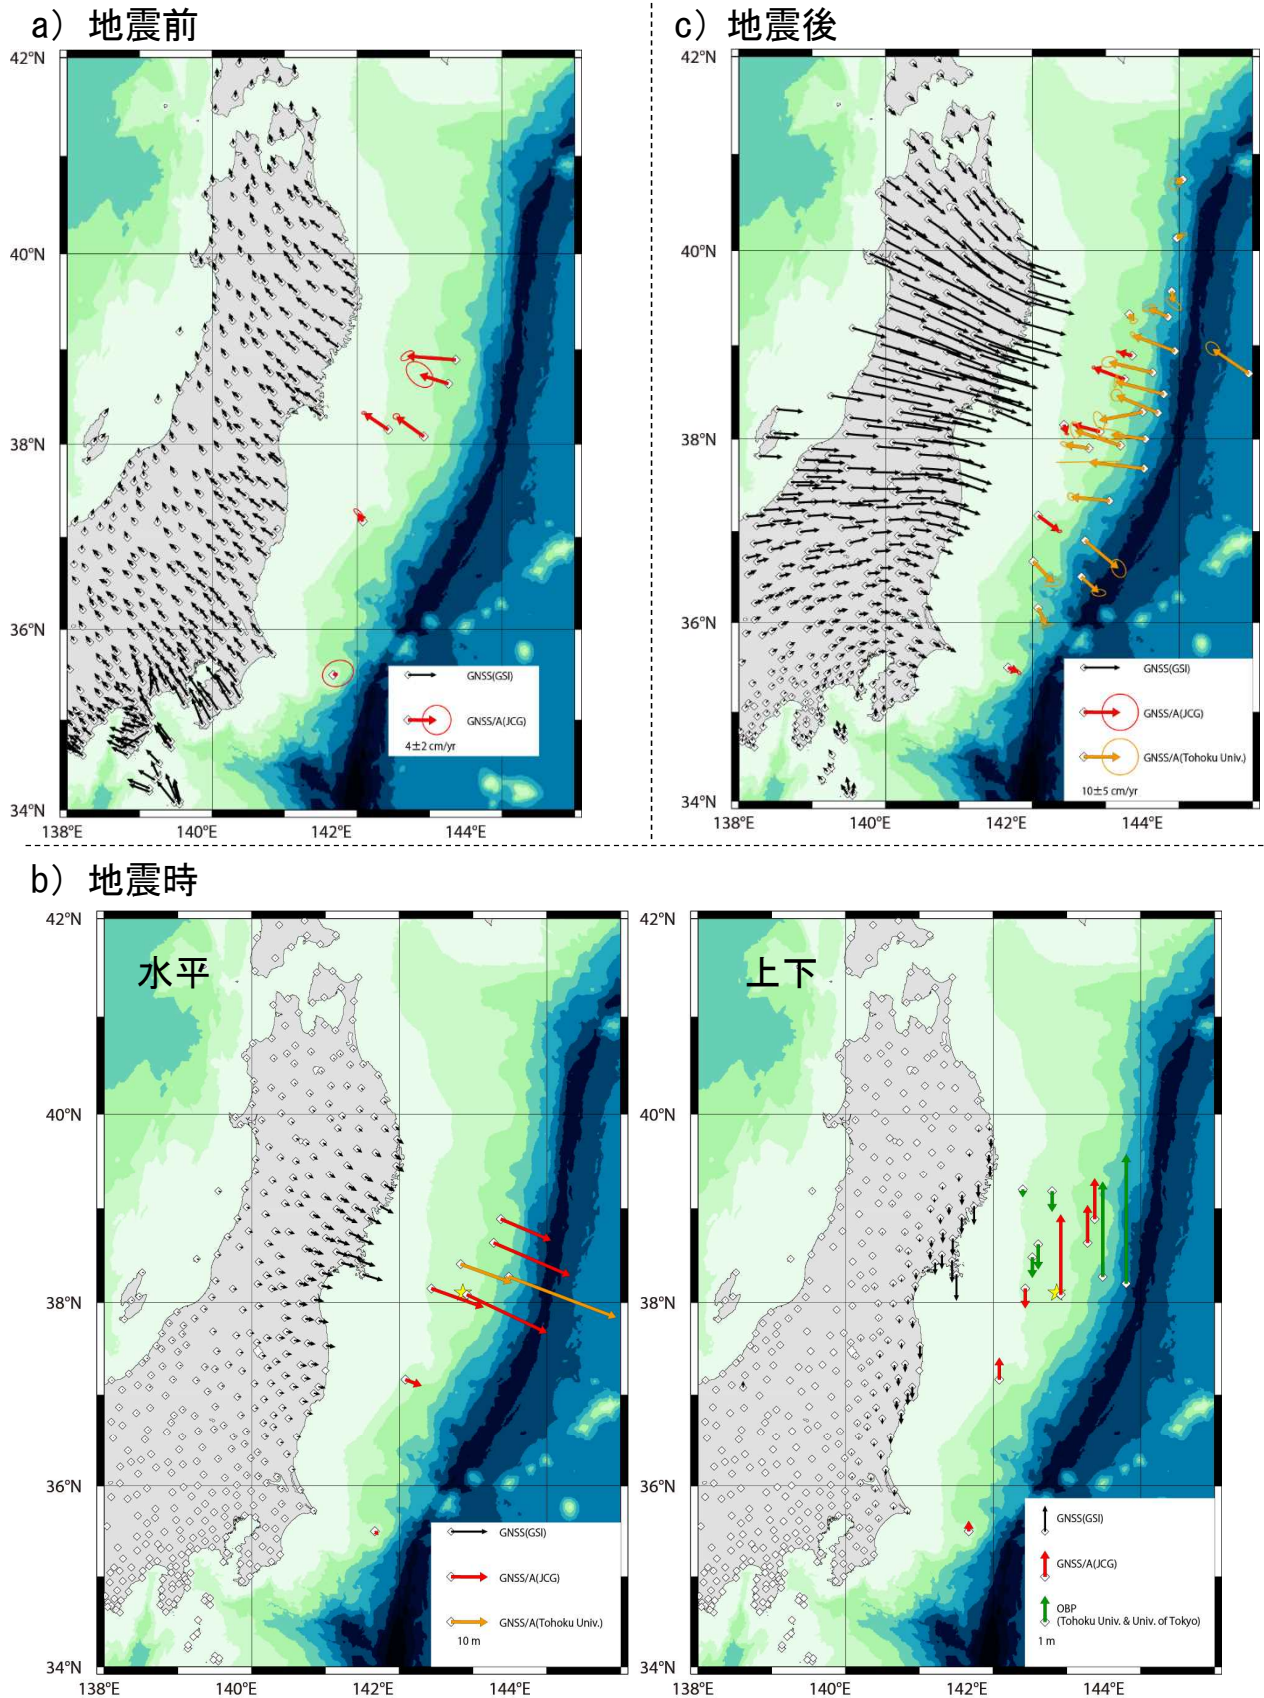 a) 地震前
42°N
40°N
38°N
36°N
34°N
138°E
140°E
142°E
144°E
GNSS(GSI)
GNSS/A(JCG)
4±2 cm/yr
c) 地震後
42°N
40°N
38°N
36°N
34°N
138°E
140°E
142°E
144°E
GNSS(GSI)
GNSS/A(JCG)
GNSS/A(Tohoku Univ.)
10±5 cm/yr
b) 地震時
水平
42°N
40°N
38°N
36°N
34°N
138°E
140°E
142°E
144°E
GNSS(GSI)
GNSS/A(JCG)
GNSS/A(Tohoku Univ.)
10 m
上下
42°N
40°N
38°N
36°N
34°N
138°E
140°E
142°E
144°E
GNSS(GSI)
GNSS/A(JCG)
OBP
(Tohoku Univ. & Univ. of Tokyo)
1 m